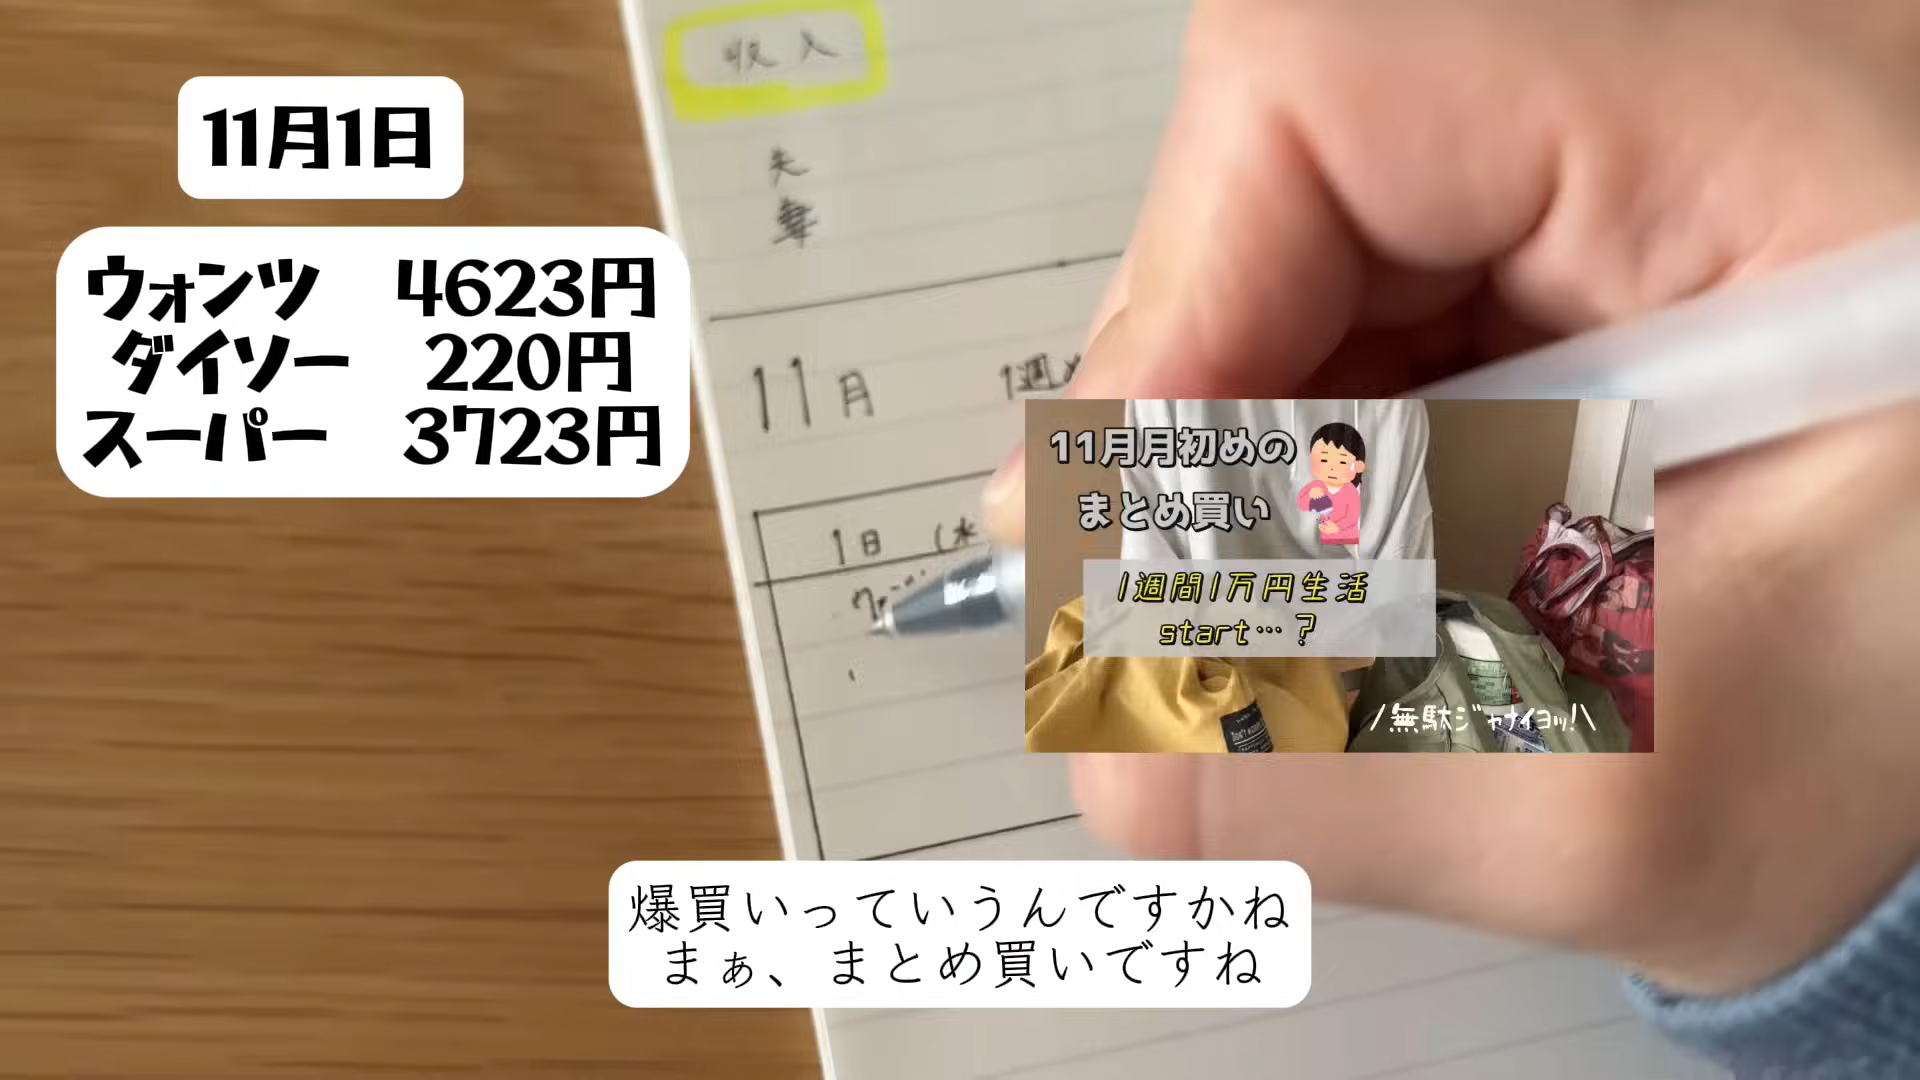 収入
夫
妻
11月1日
ウォンツ 4623円
ダイソー 220円
スーパー 3723円
11月 1週め
1日 (水
ウォ
11月月初めの
まとめ買い
1週間1万円生活
start…?
/無駄ジャナイヨッ!\
爆買いっていうんですかね
まぁ、まとめ買いですね